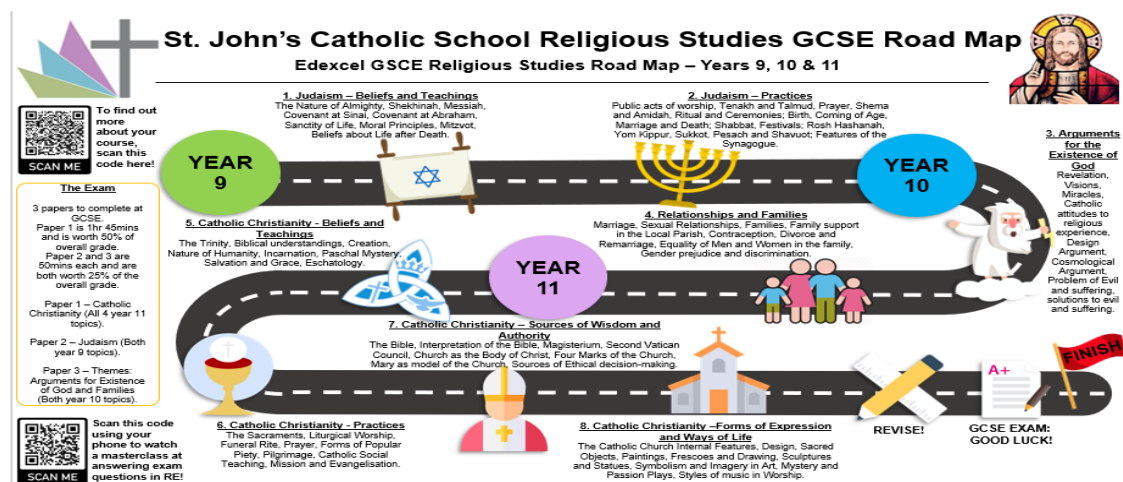 St. John's Catholic School Religious Studies GCSE Road Map
Edexcel GSCE Religious Studies Road Map – Years 9, 10 & 11
To find out
more
about your
course,
scan this
code here!
SCAN ME
1. Judaism – Beliefs and Teachings
The Nature of Almighty, Shekhinah, Messiah,
Covenant at Sinai, Covenant at Abraham,
Sanctity of Life, Moral Principles, Mitzvot,
Beliefs about Life after Death.
2. Judaism – Practices
Public acts of worship, Tenakh and Talmud, Prayer, Shema
and Amidah, Ritual and Ceremonies; Birth, Coming of Age,
Marriage and Death; Shabbat, Festivals; Rosh Hashanah,
Yom Kippur, Sukkot, Pesach and Shavuot; Features of the
Synagogue.
YEAR
9
YEAR
10
3. Arguments
for the
Existence of
God
Revelation,
Visions,
Miracles,
Catholic
attitudes to
religious
experience,
Design
Argument,
Cosmological
Argument,
Problem of Evil
and suffering,
solutions to evil
and suffering.
The Exam
3 papers to complete at
GCSE.
Paper 1 is 1hr 45mins
and is worth 50% of
overall grade.
Paper 2 and 3 are
50mins each and are
both worth 25% of the
overall grade.
Paper 1 – Catholic
Christianity (All 4 year 11
topics).
Paper 2 – Judaism (Both
year 9 topics).
Paper 3 – Themes:
Arguments for Existence
of God and Families
(Both year 10 topics).
4. Relationships and Families
Marriage, Sexual Relationships, Families, Family support
in the Local Parish, Contraception, Divorce and
Remarriage, Equality of Men and Women in the family,
Gender prejudice and discrimination.
5. Catholic Christianity - Beliefs and
Teachings
The Trinity, Biblical understandings, Creation,
Nature of Humanity, Incarnation, Paschal Mystery,
Salvation and Grace, Eschatology.
YEAR
11
7. Catholic Christianity – Sources of Wisdom and
Authority
The Bible, Interpretation of the Bible, Magisterium, Second Vatican
Council, Church as the Body of Christ, Four Marks of the Church,
Mary as model of the Church, Sources of Ethical decision-making.
6. Catholic Christianity - Practices
The Sacraments, Liturgical Worship,
Funeral Rite, Prayer, Forms of Popular
Piety, Pilgrimage, Catholic Social
Teaching, Mission and Evangelisation.
8. Catholic Christianity –Forms of Expression
and Ways of Life
The Catholic Church Internal Features, Design, Sacred
Objects, Paintings, Frescoes and Drawing, Sculptures
and Statues, Symbolism and Imagery in Art, Mystery and
Passion Plays, Styles of music in Worship.
REVISE!
A+
FINISH
GCSE EXAM:
GOOD LUCK!
Scan this code
using your
phone to watch
a masterclass at
answering exam
questions in RE!
SCAN ME